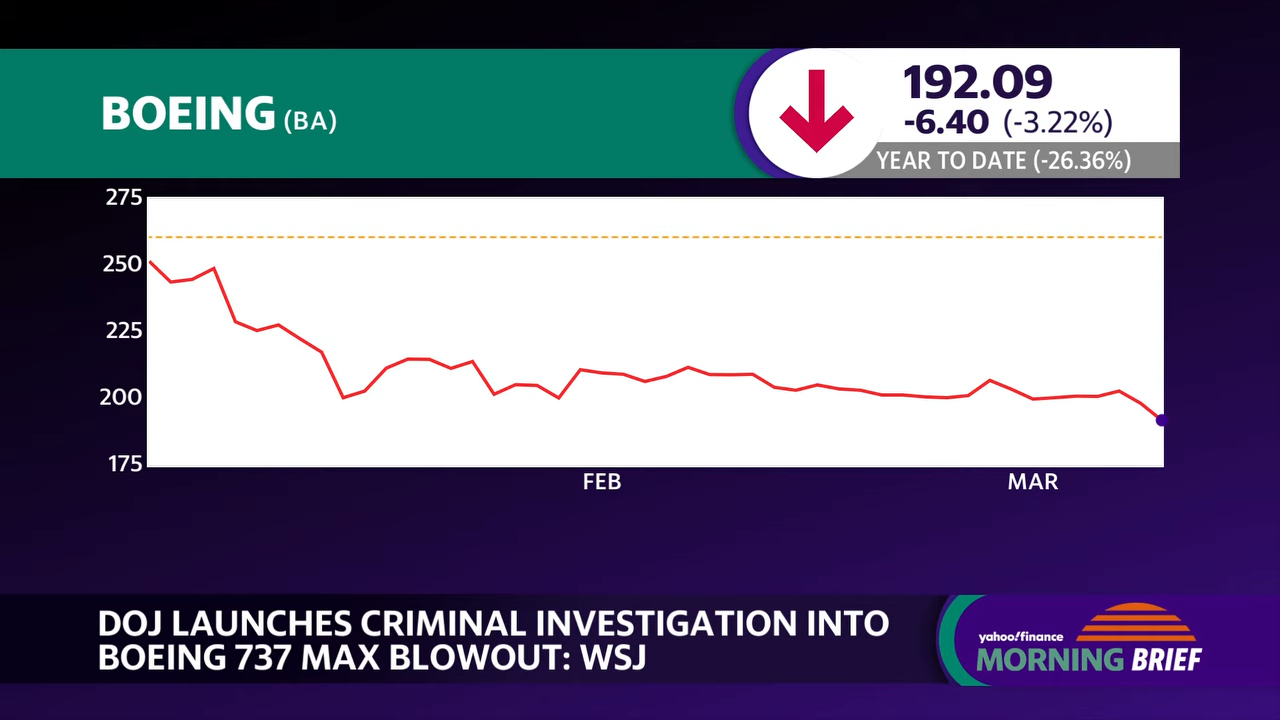 BOEING (BA)
192.09
-6.40 (-3.22%)
YEAR TO DATE (-26.36%)
275
250
225
200
175
FEB MAR
DOJ LAUNCHES CRIMINAL INVESTIGATION INTO
BOEING 737 MAX BLOWOUT: WSJ
yahoo!finance
MORNING BRIEF